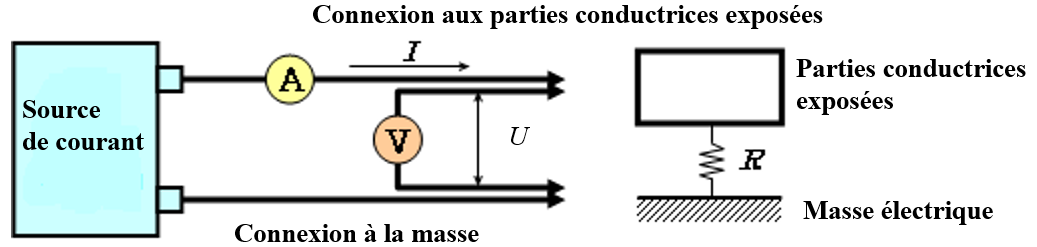 Connexion aux parties conductrices exposées
I
A
Source
de courant
V
U
Connexion à la masse
Parties conductrices
exposées
R
Masse électrique